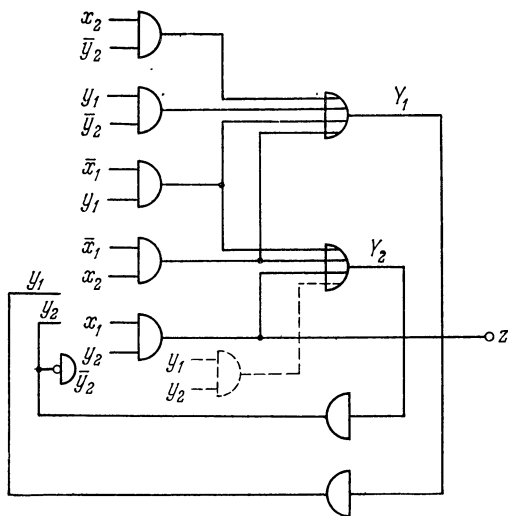 x₂
ȳ₂
y₁
ȳ₂
Y₁
x̄₁
y₁
x̄₁
x₂
Y₂
y₁
y₂
x₁
y₂
z
ȳ₂
y₁
y₂